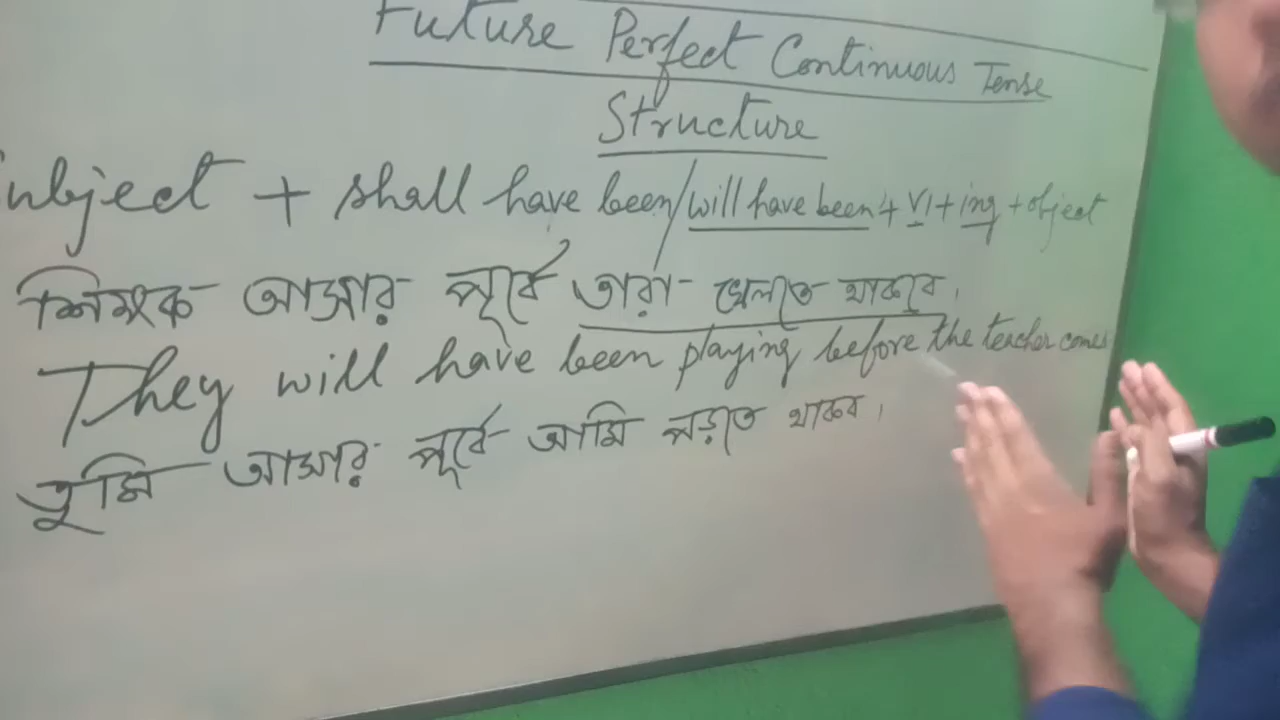 Future Perfect Continuous Tense
Structure
Subject + shall have been/will have been + V1 + ing + object
শিক্ষক আসার পূর্বে তারা খেলতে থাকবে।
They will have been playing before the teacher comes
তুমি আসার পূর্বে আমি পড়তে থাকব।